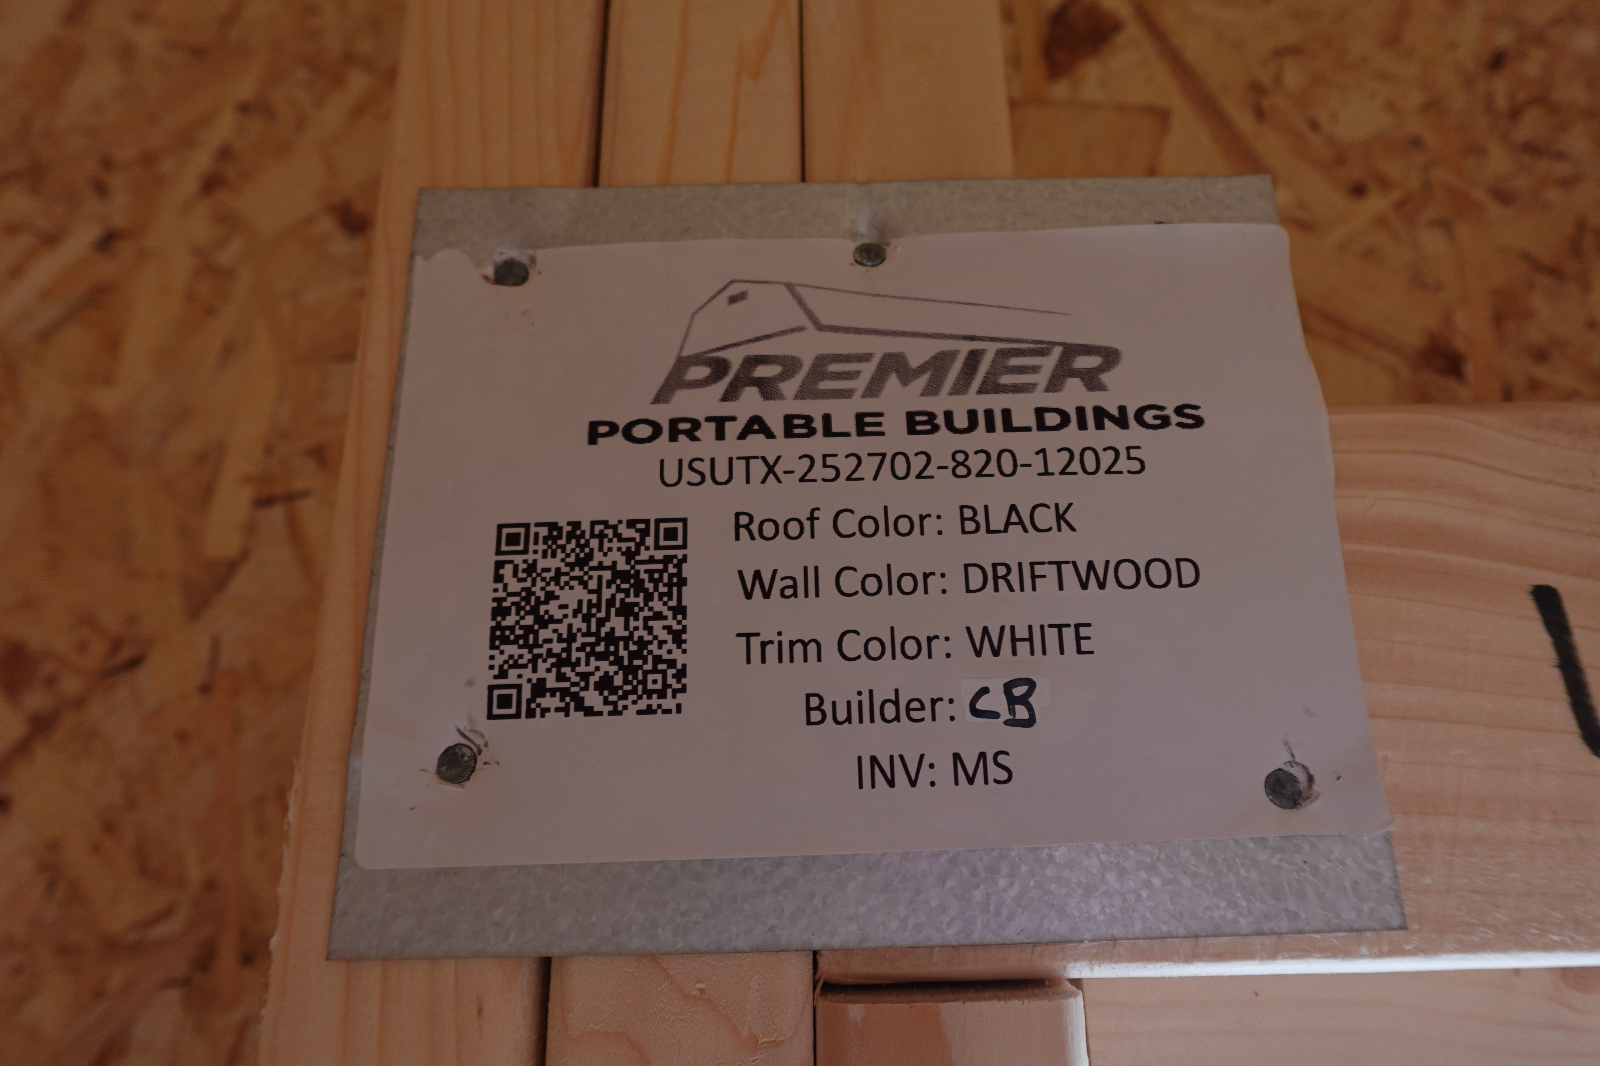 PREMIER
PORTABLE BUILDINGS
USUTX-252702-820-12025
Roof Color: BLACK
Wall Color: DRIFTWOOD
Trim Color: WHITE
Builder: CB
INV: MS